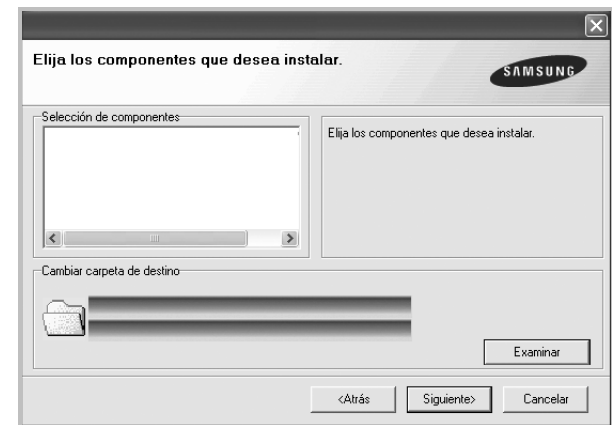 Elija los componentes que desea instalar.
SAMSUNG
Selección de componentes
Elija los componentes que desea instalar.
Cambiar carpeta de destino
Examinar
<Atrás
Siguiente>
Cancelar